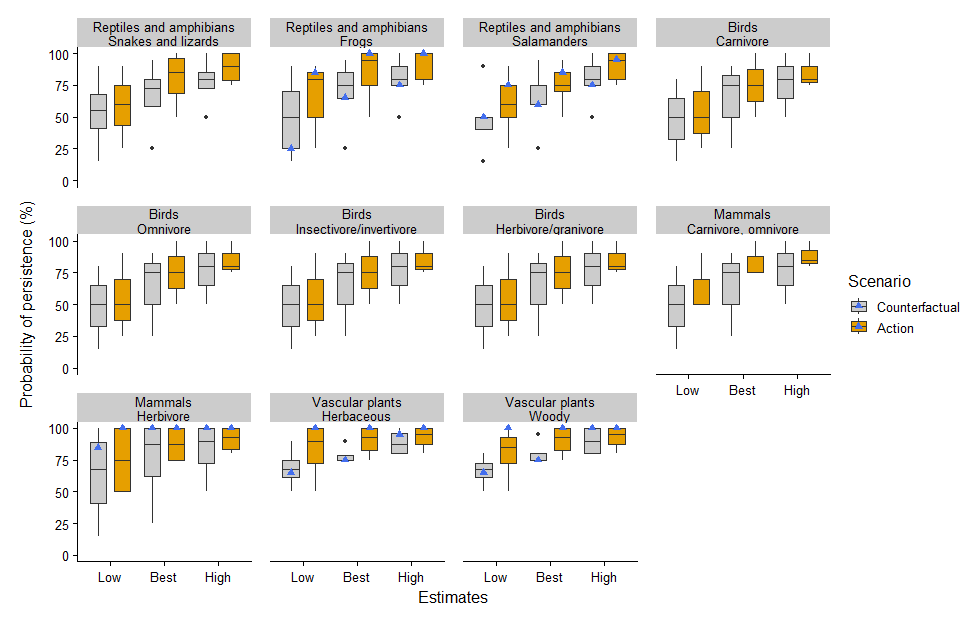 Reptiles and amphibians
Snakes and lizards
Reptiles and amphibians
Frogs
Reptiles and amphibians
Salamanders
Birds
Carnivore
100
75
50
25
0
Birds
Omnivore
Birds
Insectivore/invertivore
Birds
Herbivore/granivore
Mammals
Carnivore, omnivore
100
75
50
25
0
Low Best High
Mammals
Herbivore
Vascular plants
Herbaceous
Vascular plants
Woody
100
75
50
25
0
Low Best High
Low Best High
Low Best High
Estimates
Probability of persistence (%)
Scenario
Counterfactual
Action